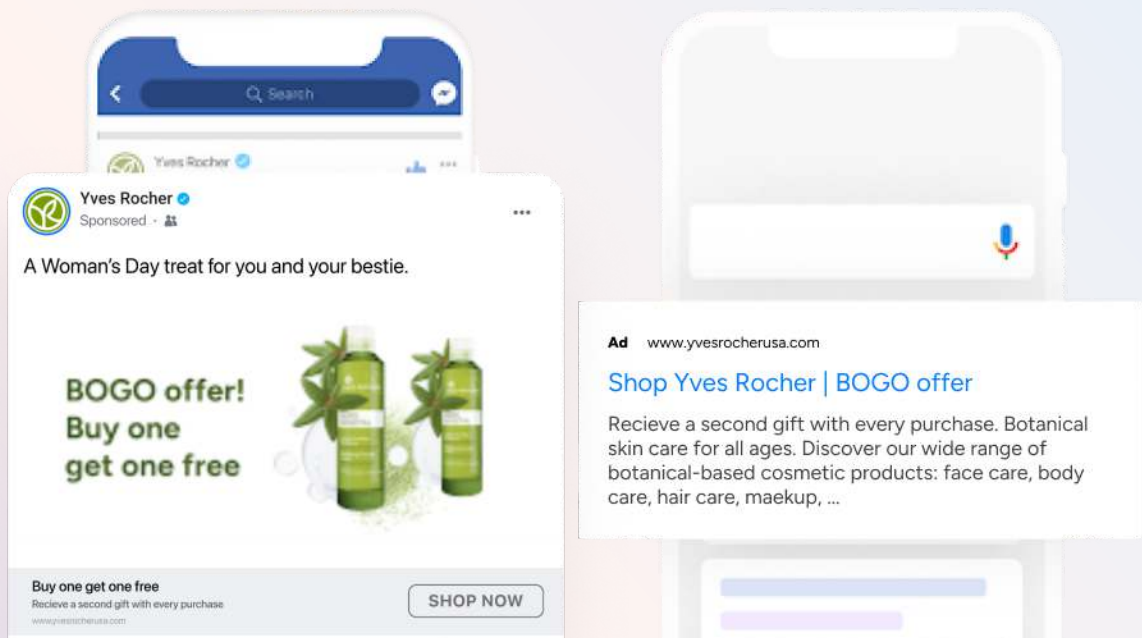 Search
Yves Rocher
Yves Rocher
Sponsored ·
A Woman's Day treat for you and your bestie.
BOGO offer!
Buy one
get one free
Buy one get one free
Recieve a second gift with every purchase
www.yvesrocherusa.com
SHOP NOW
Ad www.yvesrocherusa.com
Shop Yves Rocher | BOGO offer
Recieve a second gift with every purchase. Botanical
skin care for all ages. Discover our wide range of
botanical-based cosmetic products: face care, body
care, hair care, maekup, ...